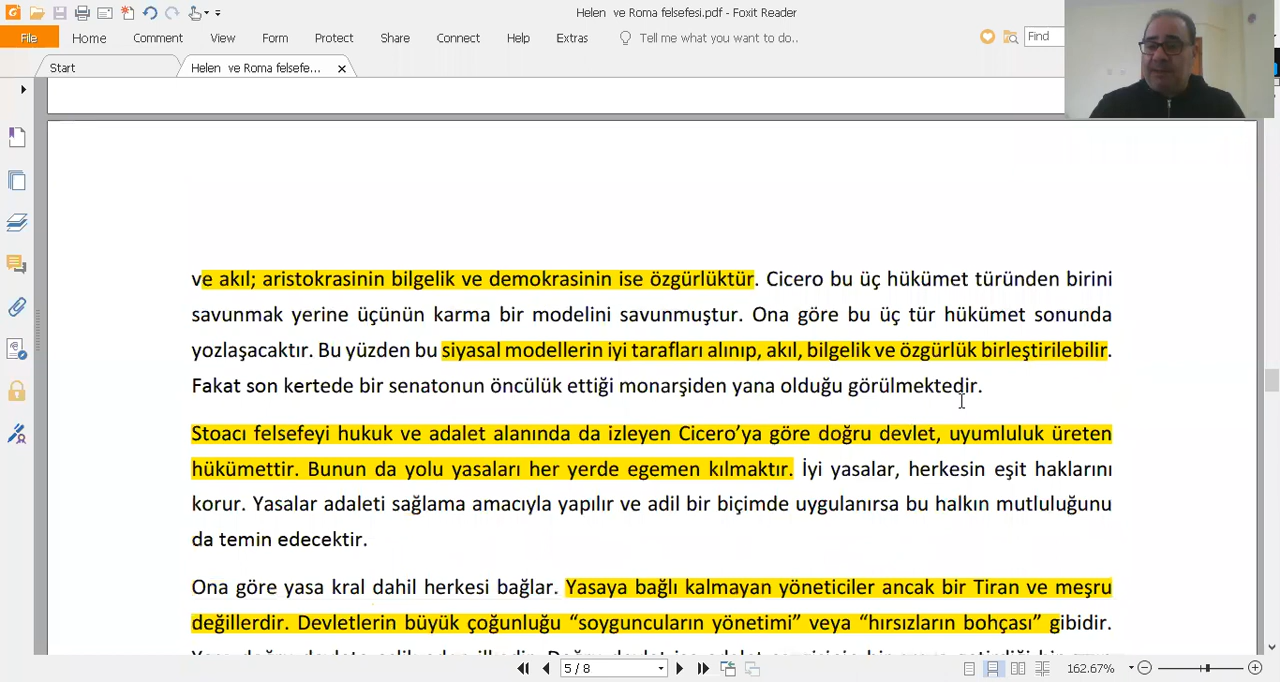 Helen  ve Roma felsefesi.pdf - Foxit Reader
File Home Comment View Form Protect Share Connect Help Extras Tell me what you want to do.. Find
Start Helen  ve Roma felsefe...
ve akıl; aristokrasinin bilgelik ve demokrasinin ise özgürlüktür. Cicero bu üç hükümet türünden birini
savunmak yerine üçünün karma bir modelini savunmuştur. Ona göre bu üç tür hükümet sonunda
yozlaşacaktır. Bu yüzden bu siyasal modellerin iyi tarafları alınıp, akıl, bilgelik ve özgürlük birleştirilebilir.
Fakat son kertede bir senatonun öncülük ettiği monarşiden yana olduğu görülmektedir.
Stoacı felsefeyi hukuk ve adalet alanında da izleyen Cicero’ya göre doğru devlet, uyumluluk üreten
hükümettir. Bunun da yolu yasaları her yerde egemen kılmaktır. İyi yasalar, herkesin eşit haklarını
korur. Yasalar adaleti sağlama amacıyla yapılır ve adil bir biçimde uygulanırsa bu halkın mutluluğunu
da temin edecektir.
Ona göre yasa kral dahil herkesi bağlar. Yasaya bağlı kalmayan yöneticiler ancak bir Tiran ve meşru
değillerdir. Devletlerin büyük çoğunluğu “soyguncuların yönetimi” veya “hırsızların bohçası” gibidir.
5 / 8 162.67%